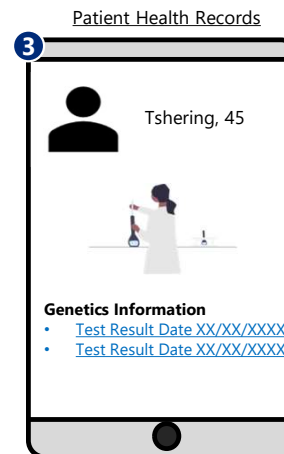 Patient Health Records
3
Tshering, 45
Genetics Information
• Test Result Date XX/XX/XXXX
• Test Result Date XX/XX/XXXX